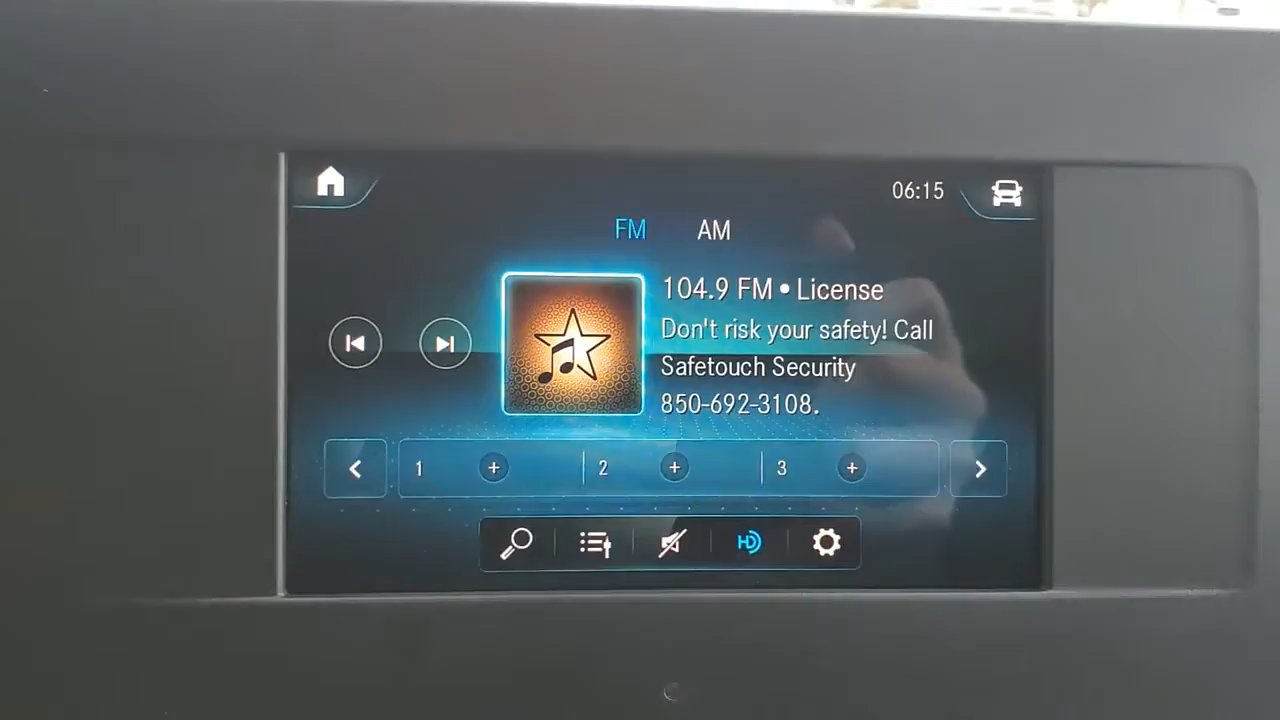 06:15
FM AM
104.9 FM • License
Don't risk your safety! Call
Safetouch Security
850-692-3108.
1 + 2 + 3 +
HD